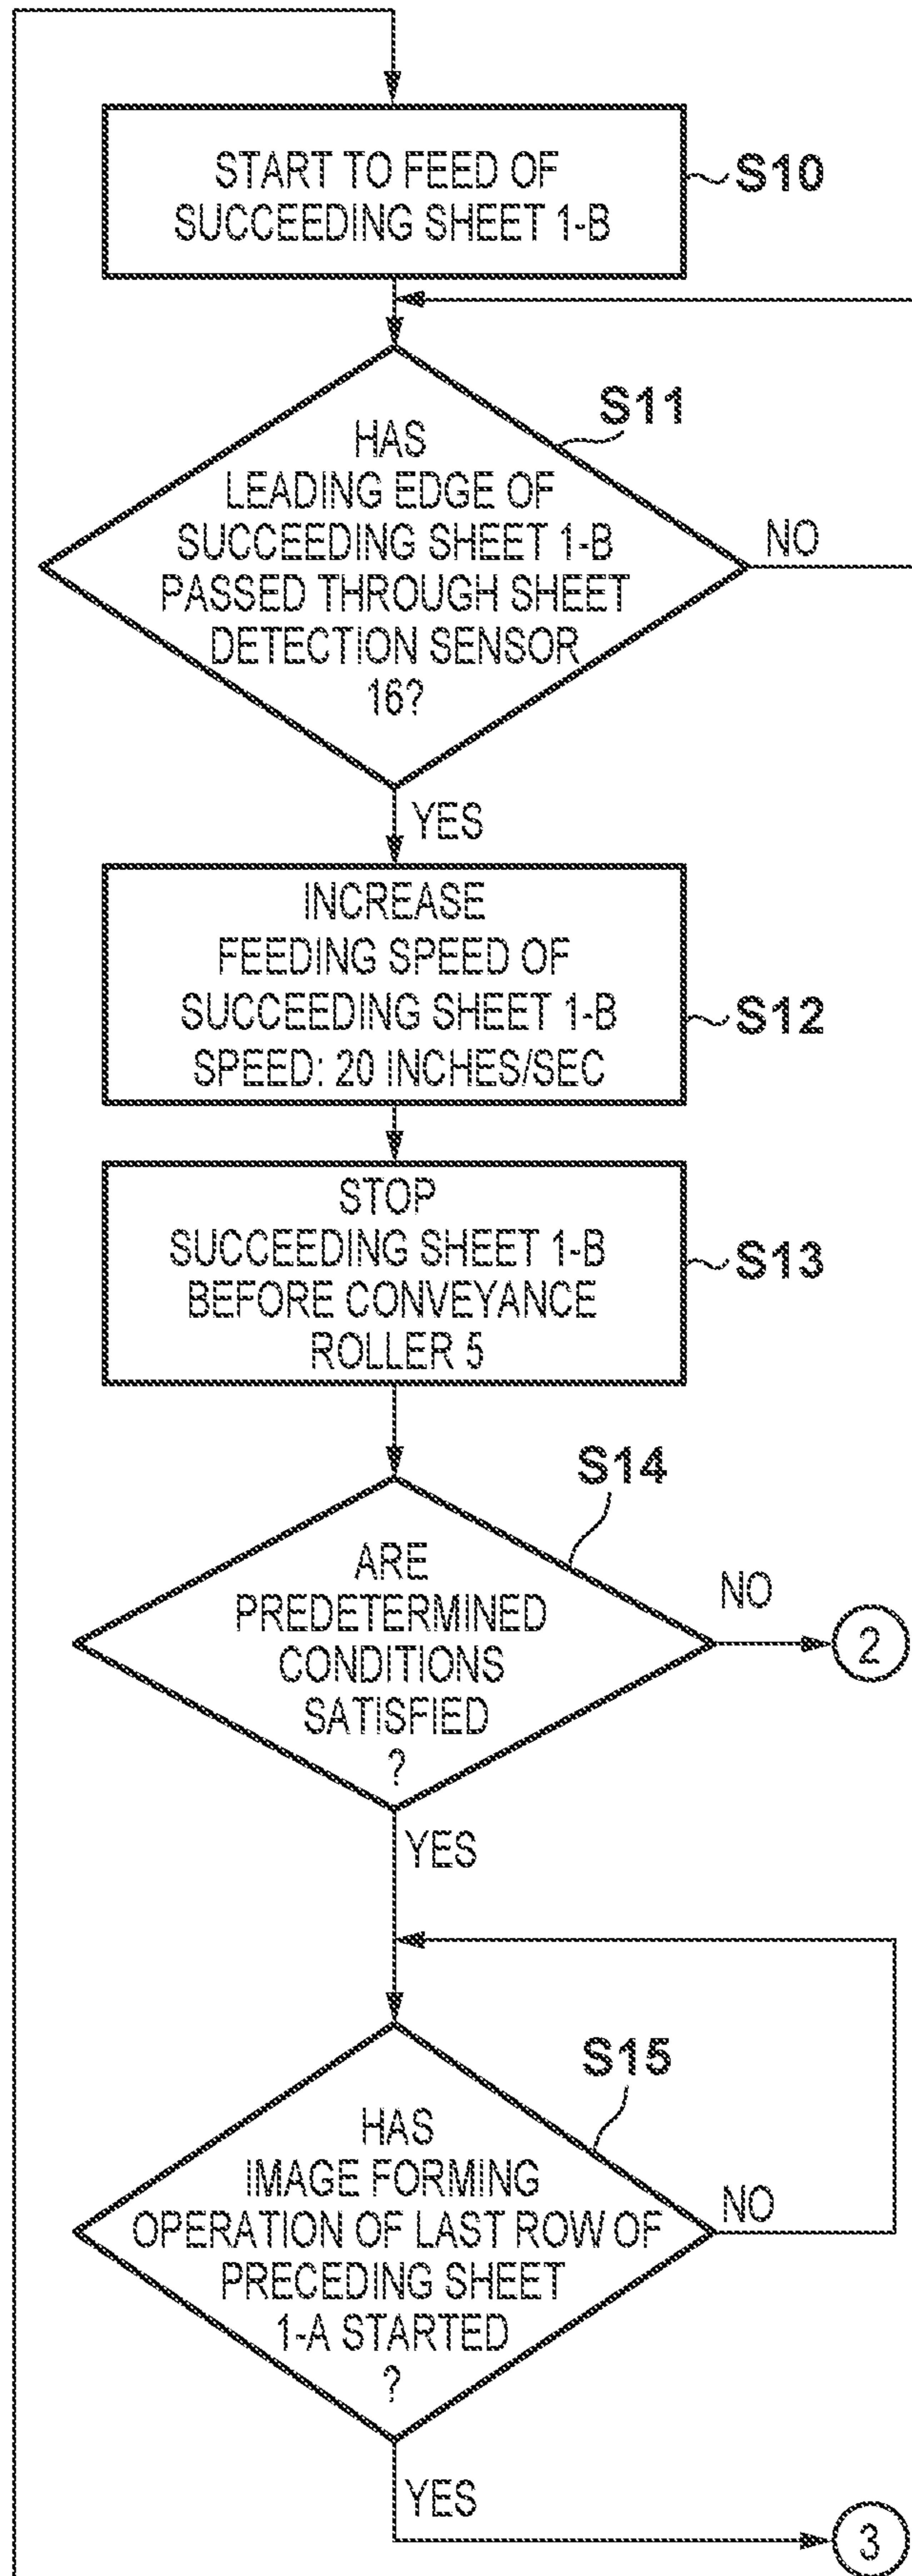 START TO FEED OF
SUCCEEDING SHEET 1-B
S10
S11
HAS
LEADING EDGE OF
SUCCEEDING SHEET 1-B
PASSED THROUGH SHEET
DETECTION SENSOR
16?
NO
YES
INCREASE
FEEDING SPEED OF
SUCCEEDING SHEET 1-B
SPEED: 20 INCHES/SEC
S12
STOP
SUCCEEDING SHEET 1-B
BEFORE CONVEYANCE
ROLLER 5
S13
S14
ARE
PREDETERMINED
CONDITIONS
SATISFIED
?
NO
2
YES
S15
HAS
IMAGE FORMING
OPERATION OF LAST ROW OF
PRECEDING SHEET
1-A STARTED
?
NO
YES
3